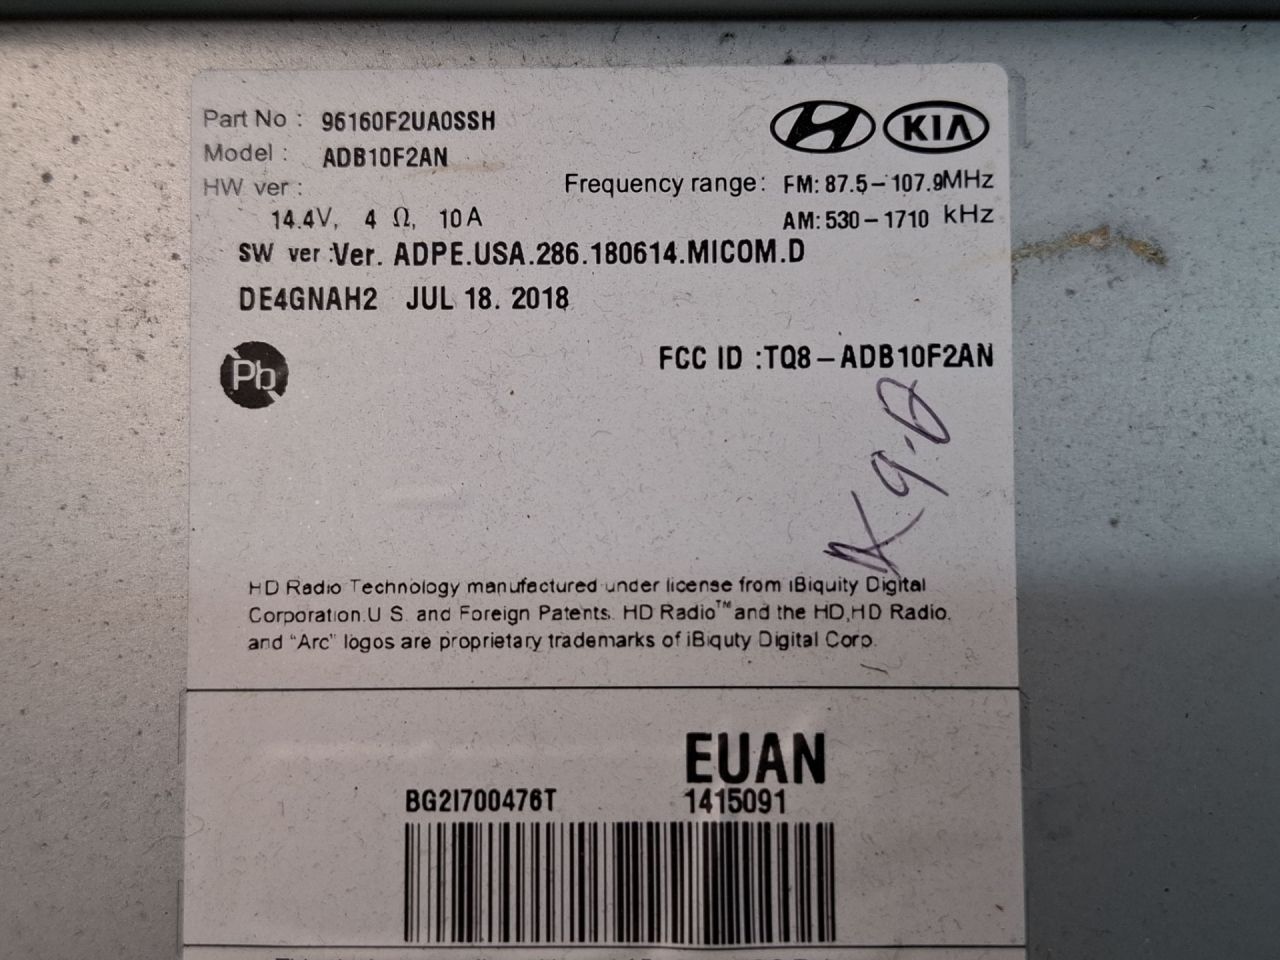 Part No : 96160F2UA0SSH
Model : ADB10F2AN
HW ver :
KIA
Frequency range: FM: 87.5-107.9MHz
AM: 530-1710 kHz
14.4V, 4 Ω, 10A
SW ver :Ver. ADPE.USA.286.180614.MICOM.D
DE4GNAH2 JUL 18. 2018
Pb
FCC ID :TQ8-ADB10F2AN
K9-D
HD Radio Technology manufactured under license from iBiquity Digital
Corporation.U S. and Foreign Patents. HD Radio™ and the HD,HD Radio,
and "Arc" logos are proprietary trademarks of iBiquty Digital Corp.
EUAN
BG2I700476T 1415091